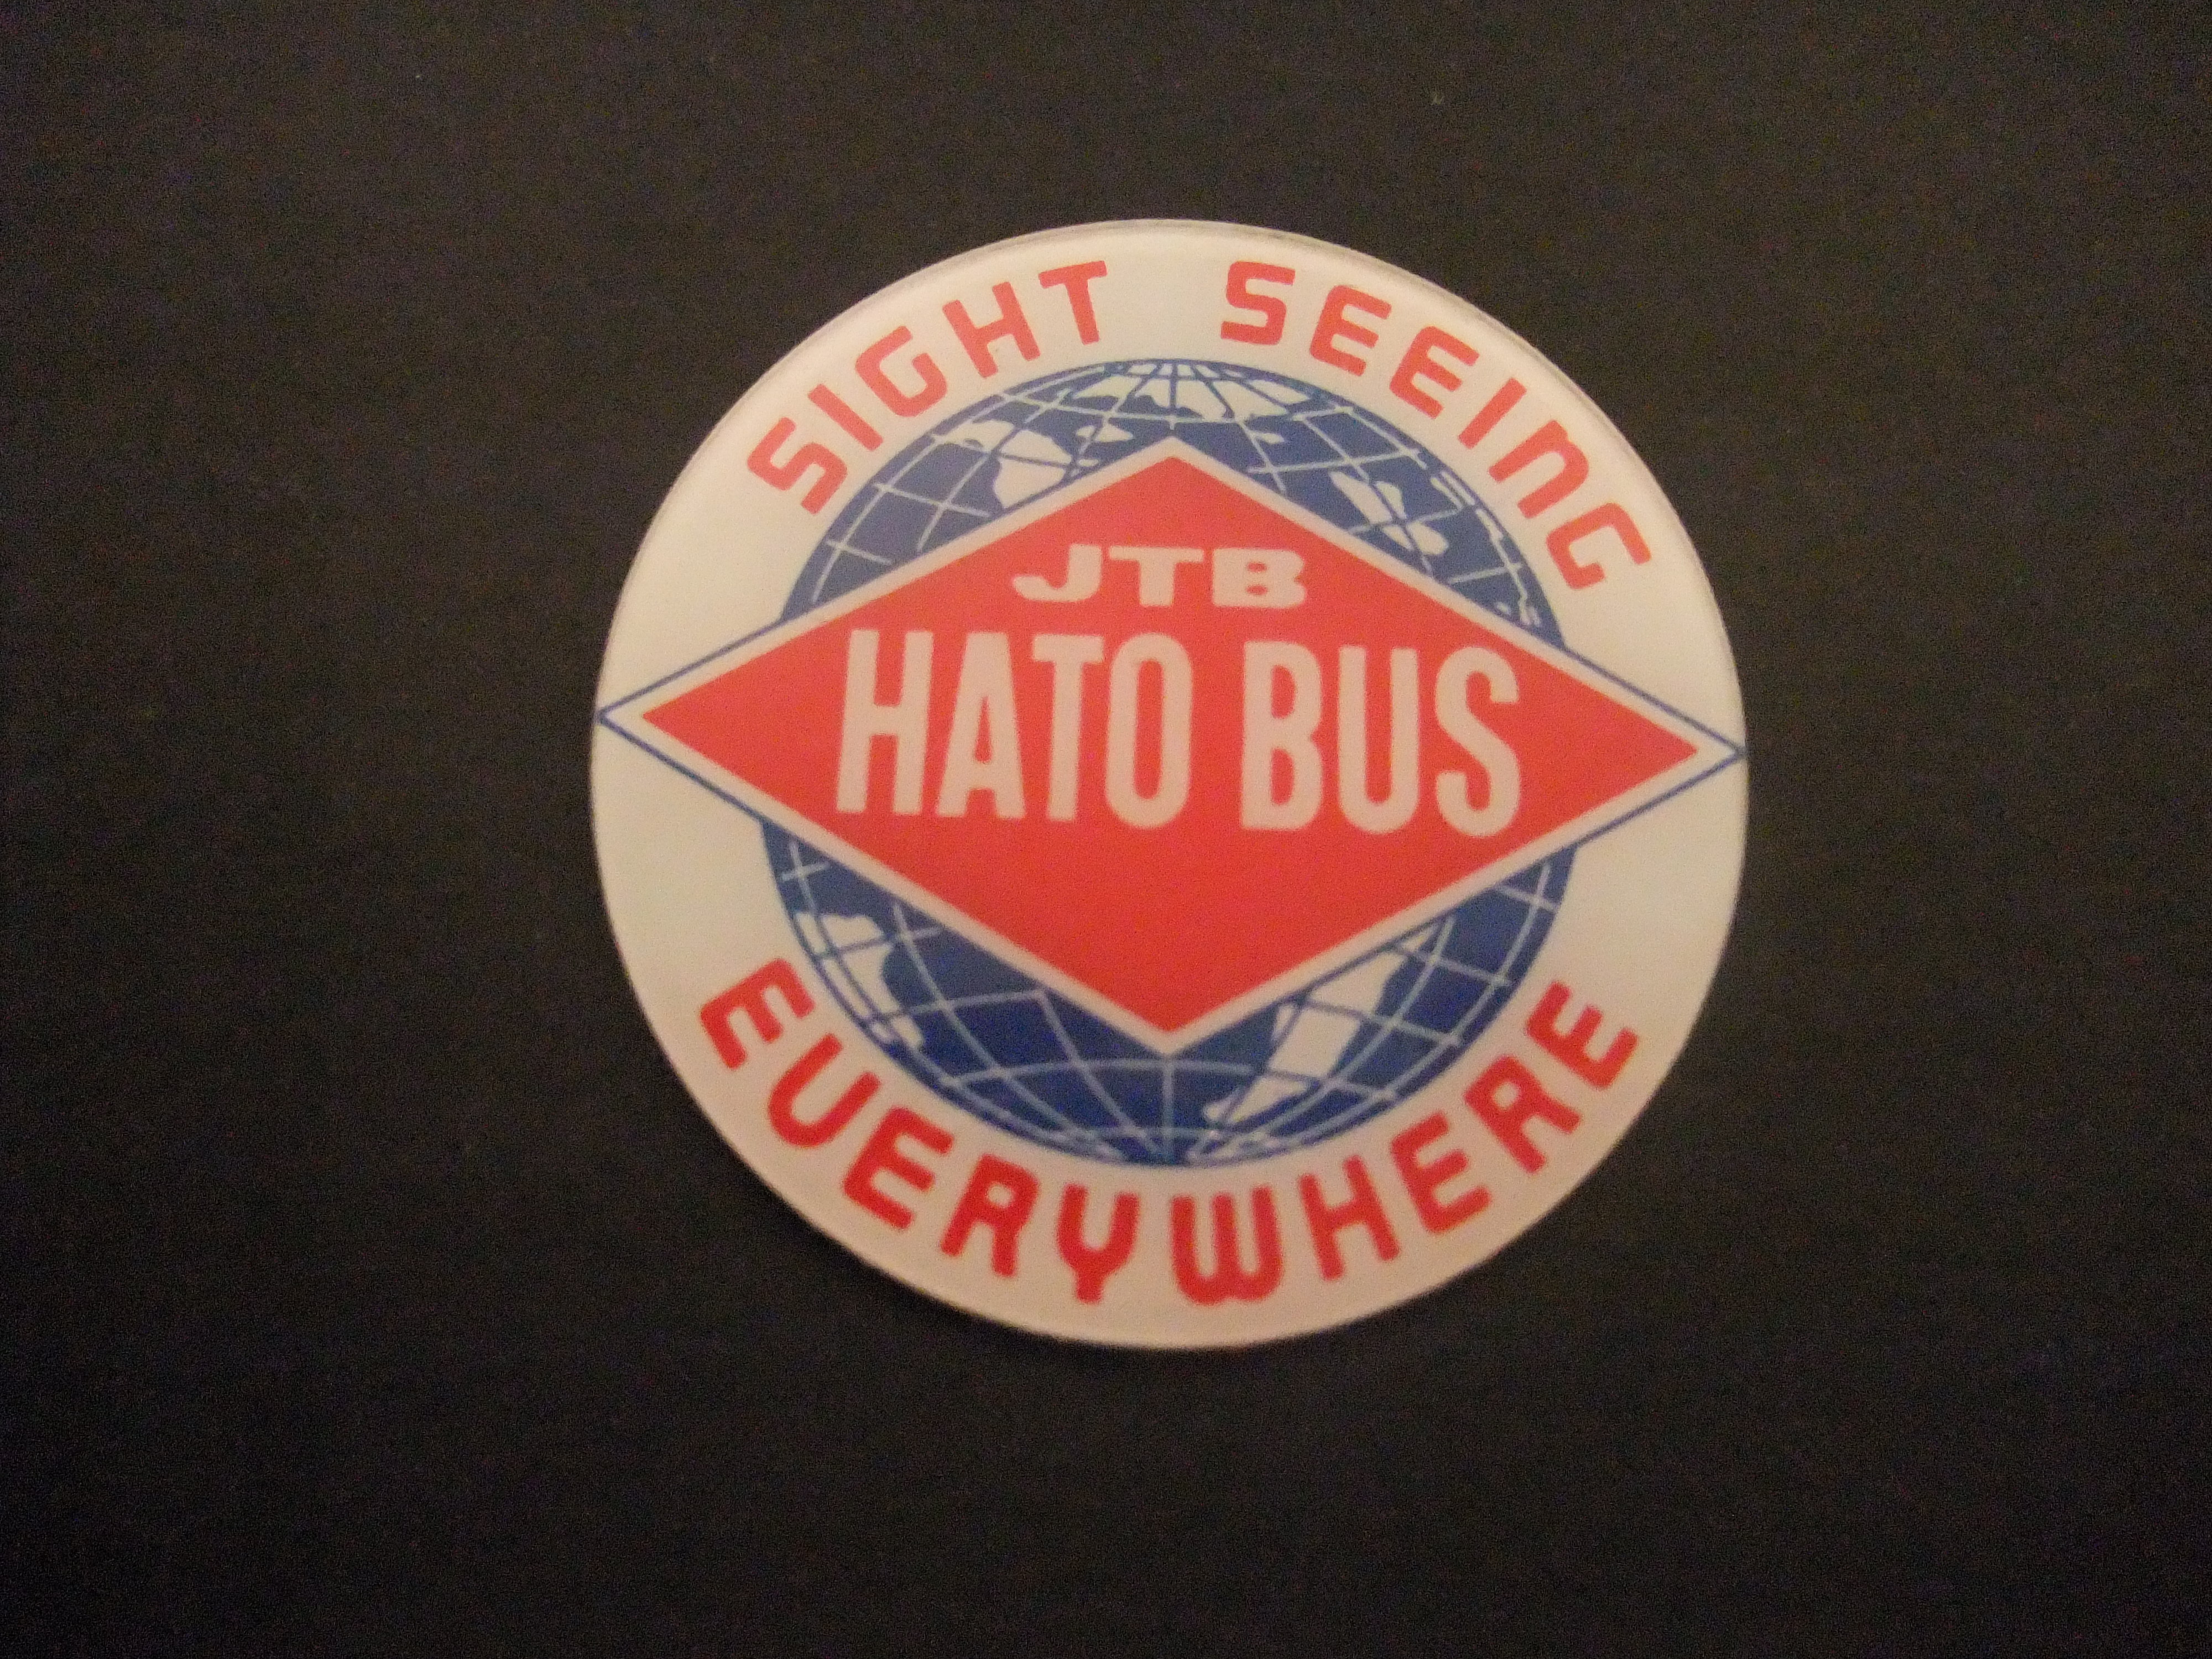 SIGHT SEEING
JTB
HATO BUS
EVERYWHERE